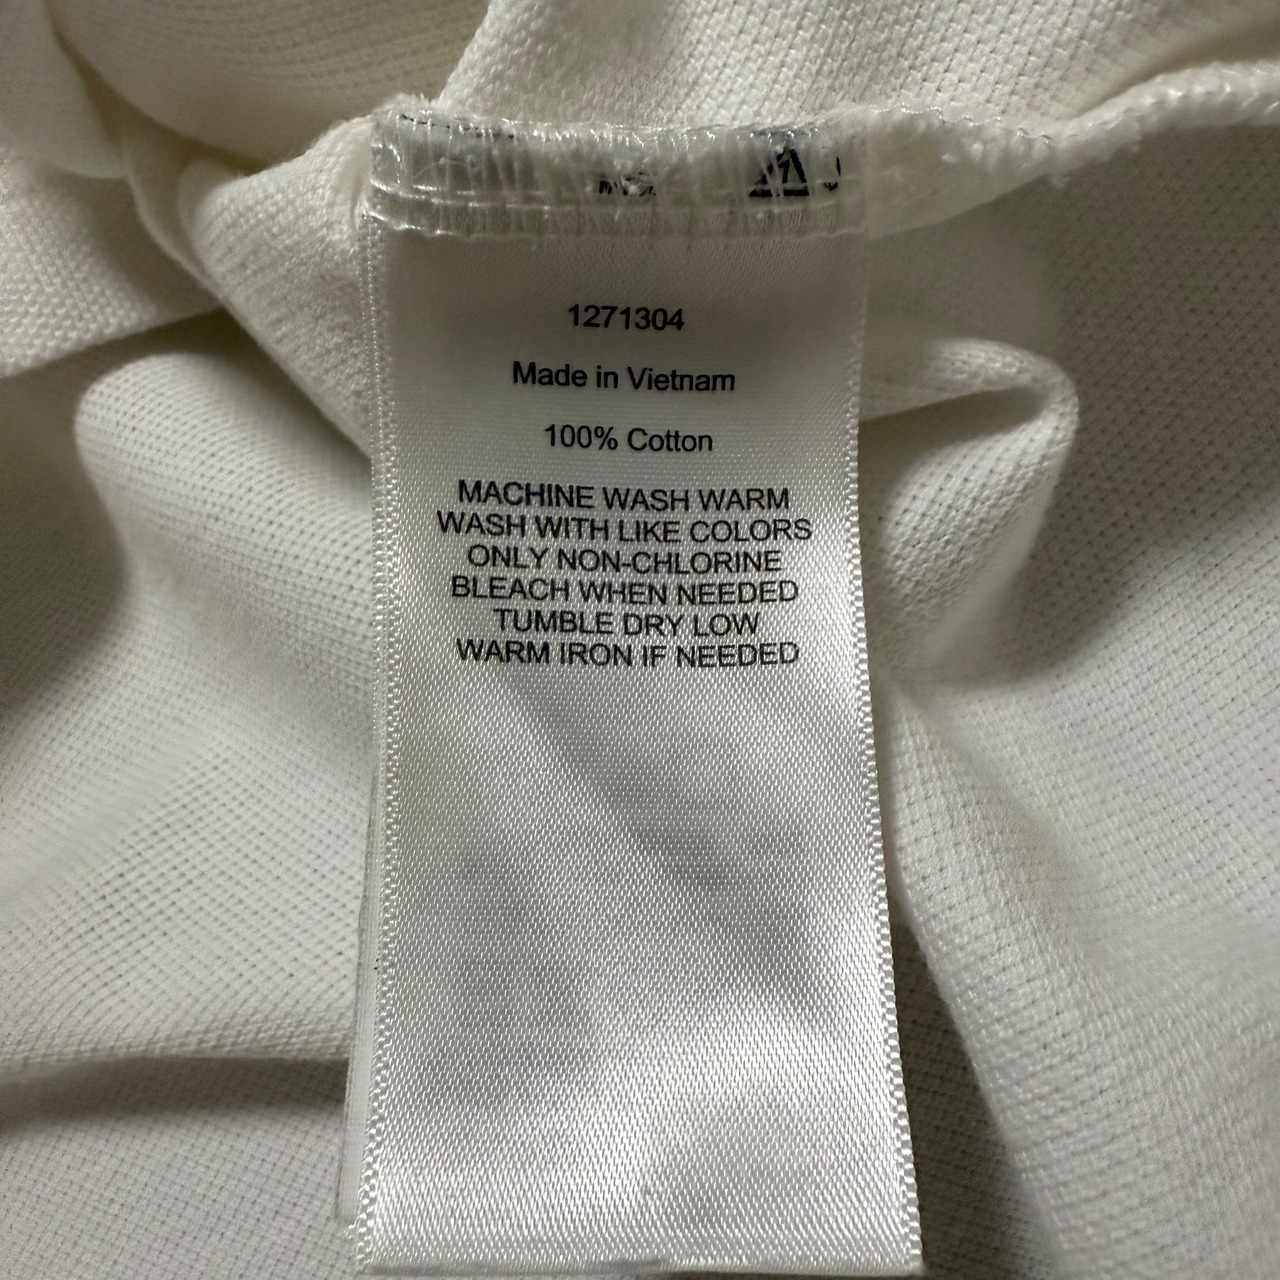 1271304
Made in Vietnam
100% Cotton
MACHINE WASH WARM
WASH WITH LIKE COLORS
ONLY NON-CHLORINE
BLEACH WHEN NEEDED
TUMBLE DRY LOW
WARM IRON IF NEEDED